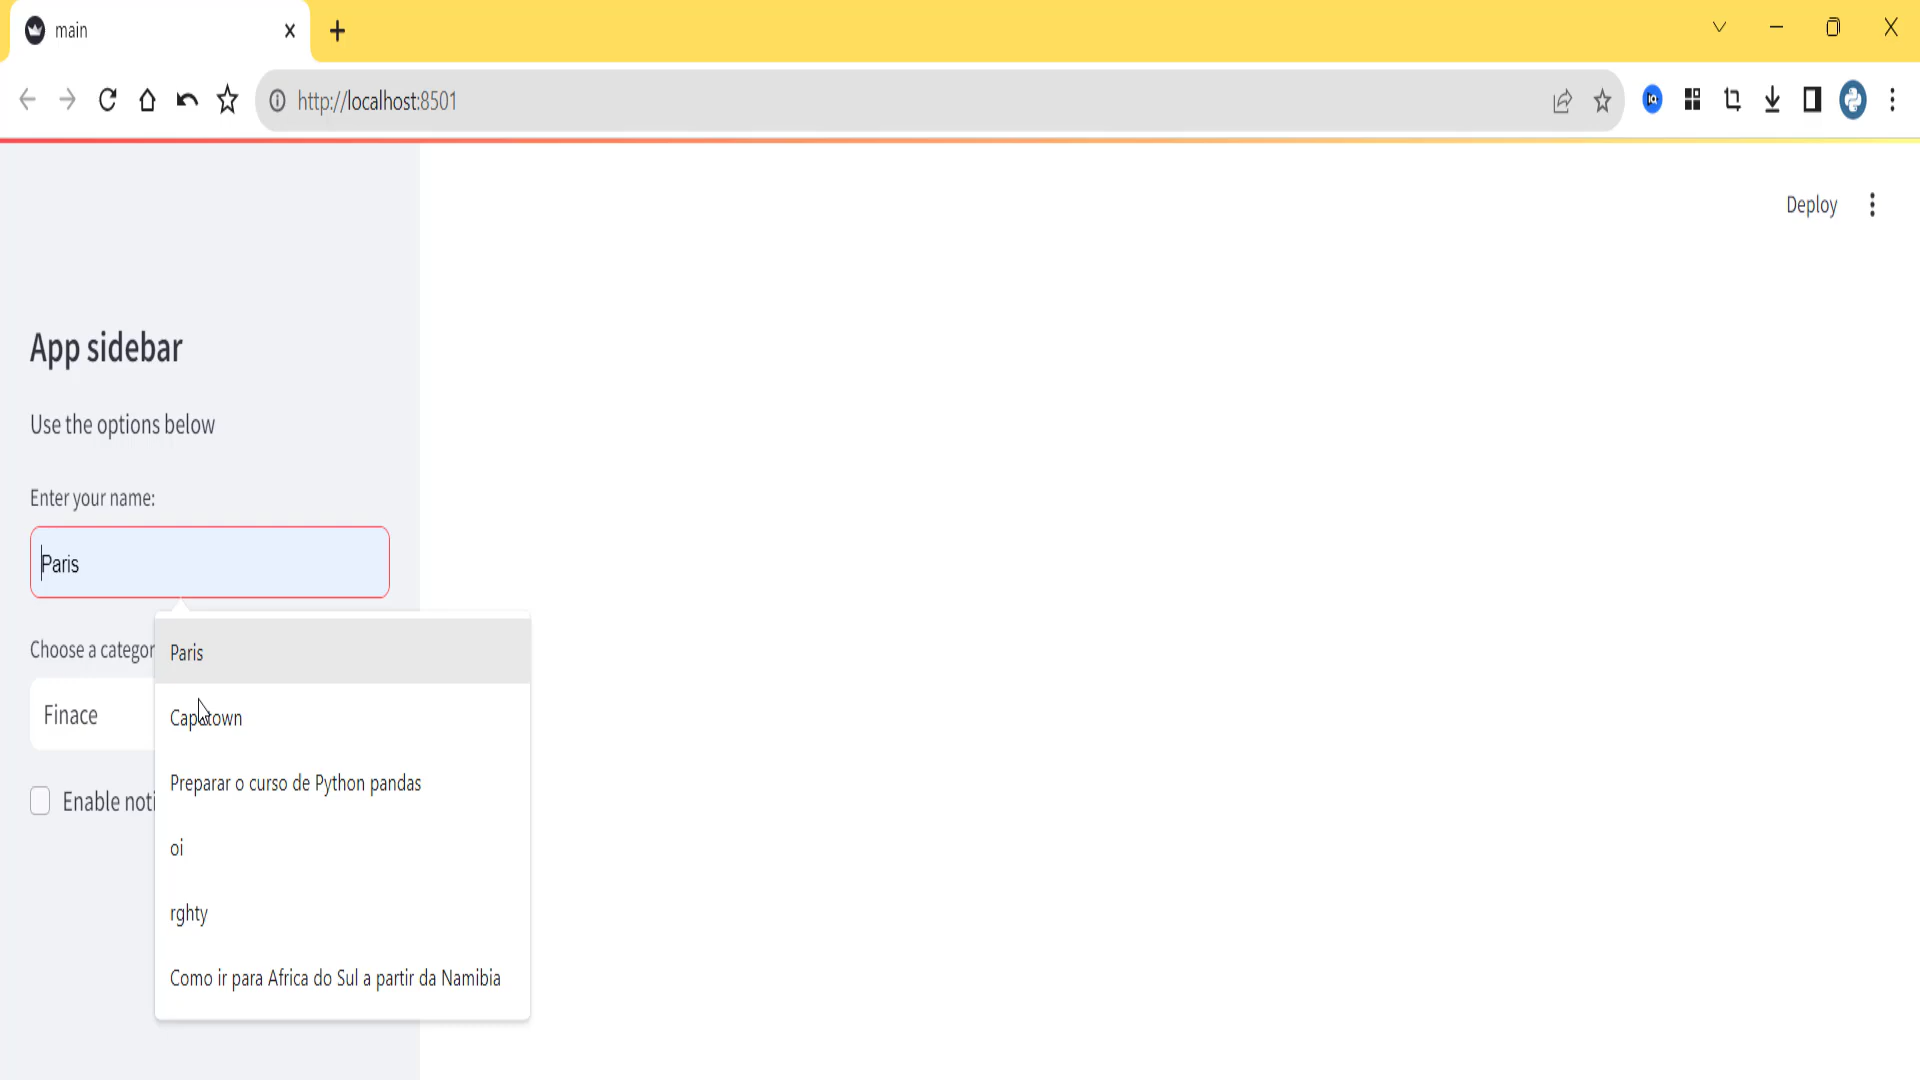 main
http://localhost:8501
Deploy
App sidebar
Use the options below
Enter your name:
Paris
Choose a categor
Paris
Finace
Enable noti
Preparar o curso de Python pandas
oi
rghty
Como ir para Africa do Sul a partir da Namibia